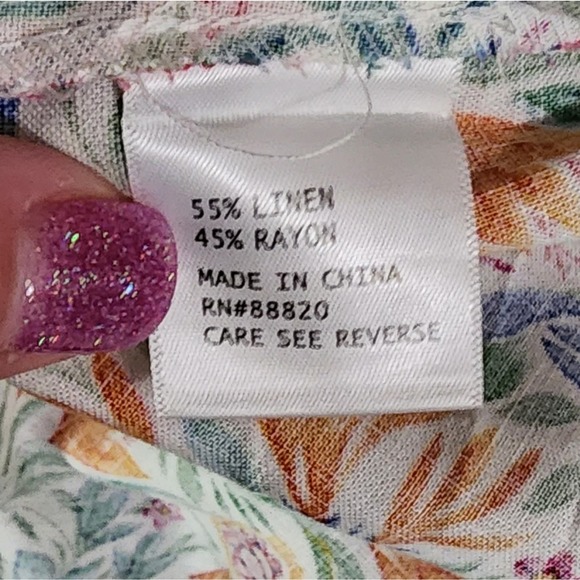 55% LINEN
45% RAYON
MADE IN CHINA
RN#88820
CARE SEE REVERSE